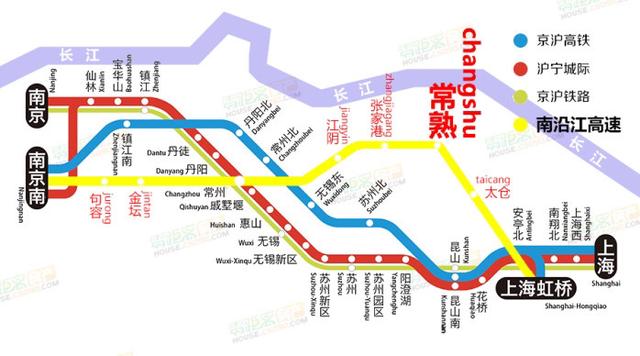 长江
京沪高铁
沪宁城际
京沪铁路
南沿江高速
长江
长江
changshu
常熟
南京
Nanjing
仙林
Xianlin
宝华山
Baohuashan
镇江
Zhenjiang
南京南
Nanjingnan
镇江南
Zhenjiangnan
句容
jurong
金坛
jintan
Dantu 丹徒
Danyang 丹阳
Changzhou 常州
Qishuyan 戚墅堰
Huishan 惠山
Wuxi 无锡
Wuxi-Xinqu 无锡新区
丹阳北
Danyangbei
常州北
Changzhoubei
江阴
jiangyin
张家港
zhangjiagang
无锡东
Wuxidong
苏州北
Suzhoubei
taicang
太仓
苏州新区
Suzhou-Xinqu
苏州
Suzhou
苏州园区
Suzhou-Yuanqu
阳澄湖
Yangchenghu
昆山
Kunshan
昆山南
Kunshannan
花桥
Huaqiao
安亭北
Antingbei
南翔北
Nanxiangbei
上海西
Shanghaixi
上海
Shanghai
上海虹桥
Shanghai-Hongqiao